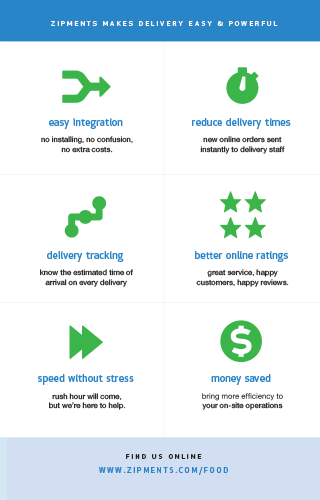 ZIPMENTS MAKES DELIVERY EASY & POWERFUL
easy integration
no installing, no confusion,
no extra costs.
reduce delivery times
new online orders sent
instantly to delivery staff
delivery tracking
know the estimated time of
arrival on every delivery
better online ratings
great service, happy
customers, happy reviews.
speed without stress
rush hour will come,
but we're here to help.
$
money saved
bring more efficiency to
your on-site operations
FIND US ONLINE
WWW.ZIPMENTS.COM/FOOD